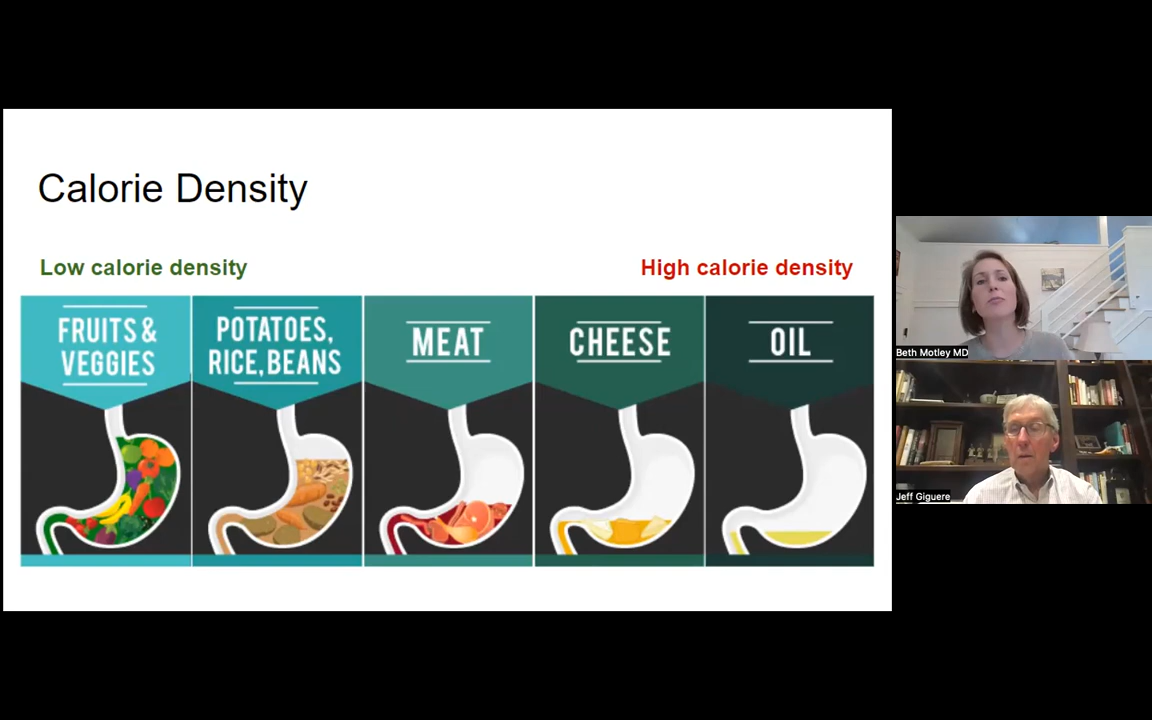 Calorie Density
Low calorie density
High calorie density
FRUITS &
VEGGIES
POTATOES,
RICE, BEANS
MEAT
CHEESE
OIL
Beth Motley MD
Jeff Giguere